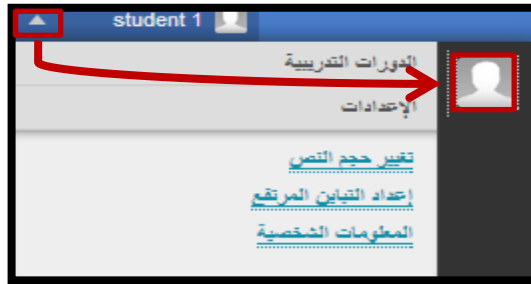 student 1
الدورات التدريبية
الإعدادات
تغيير حجم النص
إعداد التباين المرتفع
المعلومات الشخصية